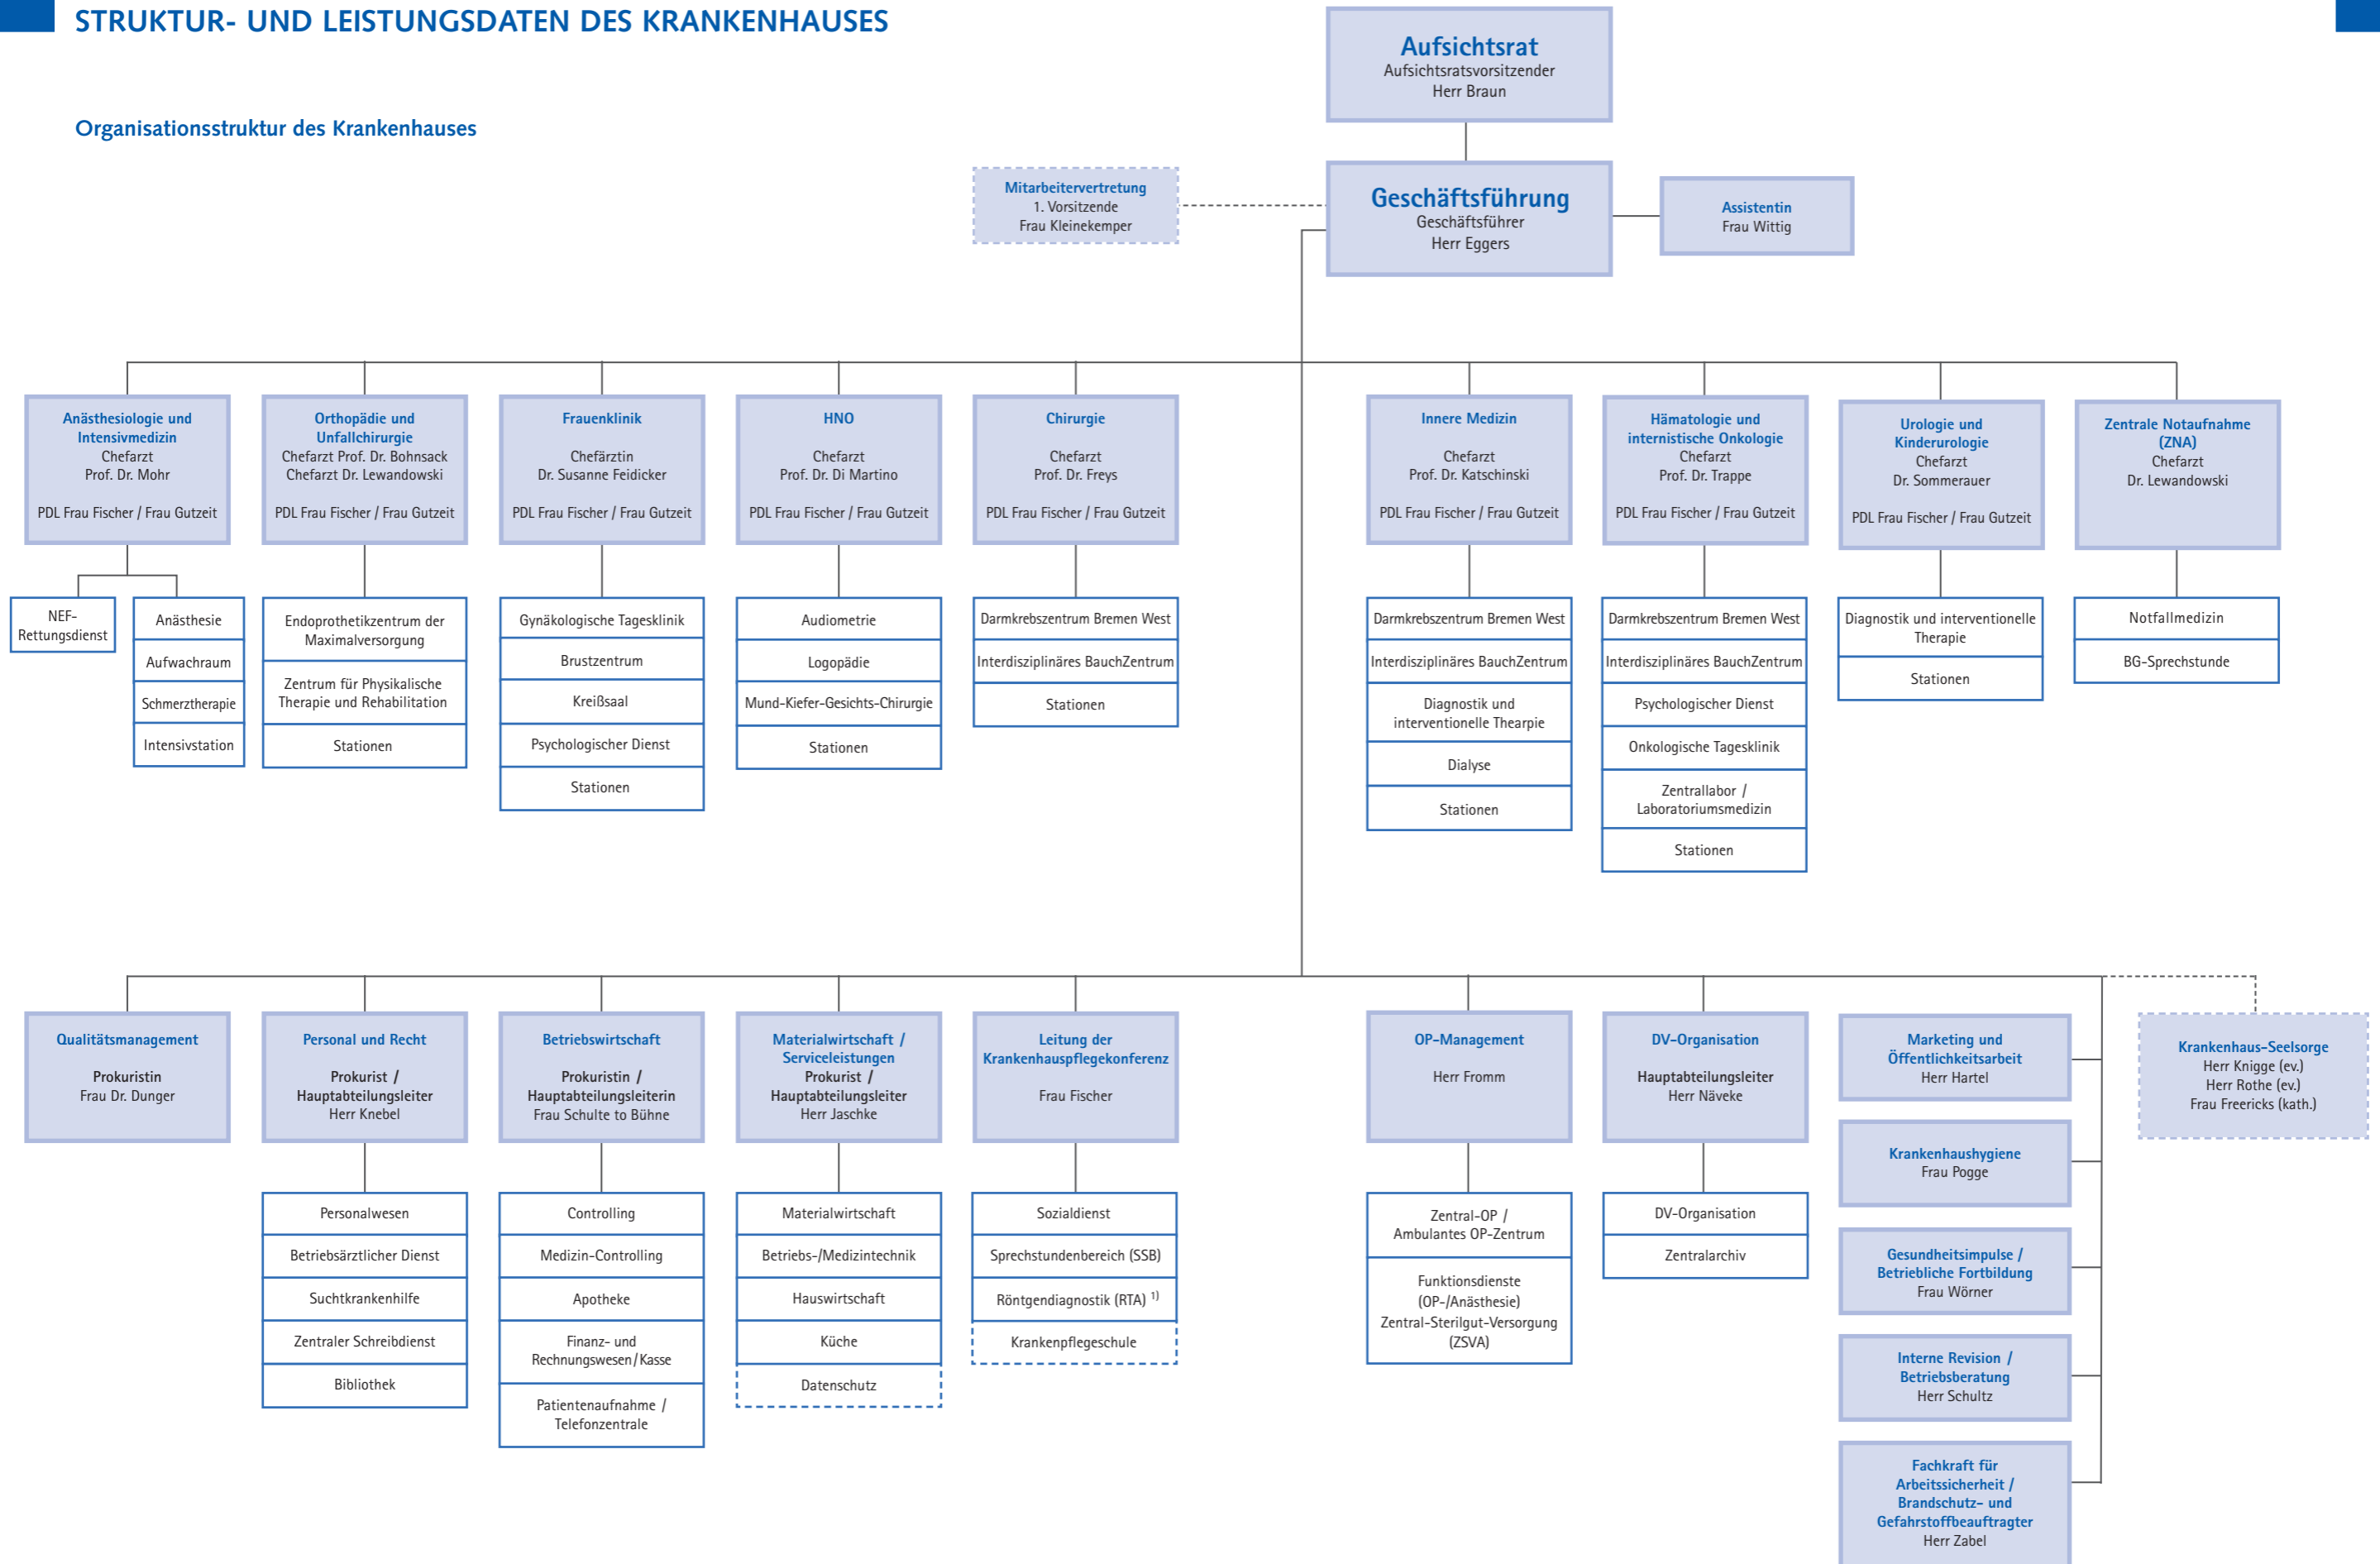 STRUKTUR- UND LEISTUNGSDATEN DES KRANKENHAUSES
Organisationsstruktur des Krankenhauses
Aufsichtsrat
Aufsichtsratsvorsitzender
Herr Braun
Mitarbeitervertretung
1. Vorsitzende
Frau Kleinekemper
Geschäftsführung
Geschäftsführer
Herr Eggers
Assistentin
Frau Wittig
Anästhesiologie und
Intensivmedizin
Chefarzt
Prof. Dr. Mohr
PDL Frau Fischer / Frau Gutzeit
NEF-
Rettungsdienst
Anästhesie
Aufwachraum
Schmerztherapie
Intensivstation
Orthopädie und
Unfallchirurgie
Chefarzt Prof. Dr. Bohnsack
Chefarzt Dr. Lewandowski
PDL Frau Fischer / Frau Gutzeit
Endoprothetikzentrum der
Maximalversorgung
Zentrum für Physikalische
Therapie und Rehabilitation
Stationen
Frauenklinik
Chefärztin
Dr. Susanne Feidicker
PDL Frau Fischer / Frau Gutzeit
Gynäkologische Tagesklinik
Brustzentrum
Kreißsaal
Psychologischer Dienst
Stationen
HNO
Chefarzt
Prof. Dr. Di Martino
PDL Frau Fischer / Frau Gutzeit
Audiometrie
Logopädie
Mund-Kiefer-Gesichts-Chirurgie
Stationen
Chirurgie
Chefarzt
Prof. Dr. Freys
PDL Frau Fischer / Frau Gutzeit
Darmkrebszentrum Bremen West
Interdisziplinäres BauchZentrum
Stationen
Innere Medizin
Chefarzt
Prof. Dr. Katschinski
PDL Frau Fischer / Frau Gutzeit
Darmkrebszentrum Bremen West
Interdisziplinäres BauchZentrum
Diagnostik und
interventionelle Thearpie
Dialyse
Stationen
Hämatologie und
internistische Onkologie
Chefarzt
Prof. Dr. Trappe
PDL Frau Fischer / Frau Gutzeit
Darmkrebszentrum Bremen West
Interdisziplinäres BauchZentrum
Psychologischer Dienst
Onkologische Tagesklinik
Zentrallabor /
Laboratoriumsmedizin
Stationen
Urologie und
Kinderurologie
Chefarzt
Dr. Sommerauer
PDL Frau Fischer / Frau Gutzeit
Diagnostik und interventionelle
Therapie
Stationen
Zentrale Notaufnahme
(ZNA)
Chefarzt
Dr. Lewandowski
Notfallmedizin
BG-Sprechstunde
Qualitätsmanagement
Prokuristin
Frau Dr. Dunger
Personal und Recht
Prokurist /
Hauptabteilungsleiter
Herr Knebel
Personalwesen
Betriebsärztlicher Dienst
Suchtkrankenhilfe
Zentraler Schreibdienst
Bibliothek
Betriebswirtschaft
Prokuristin /
Hauptabteilungsleiterin
Frau Schulte to Bühne
Controlling
Medizin-Controlling
Apotheke
Finanz- und
Rechnungswesen/Kasse
Patientenaufnahme /
Telefonzentrale
Materialwirtschaft /
Serviceleistungen
Prokurist /
Hauptabteilungsleiter
Herr Jaschke
Materialwirtschaft
Betriebs-/Medizintechnik
Hauswirtschaft
Küche
Datenschutz
Leitung der
Krankenhauspflegekonferenz
Frau Fischer
Sozialdienst
Sprechstundenbereich (SSB)
Röntgendiagnostik (RTA) 1)
Krankenpflegeschule
OP-Management
Herr Fromm
Zentral-OP /
Ambulantes OP-Zentrum
Funktionsdienste
(OP-/Anästhesie)
Zentral-Sterilgut-Versorgung
(ZSVA)
DV-Organisation
Hauptabteilungsleiter
Herr Näveke
DV-Organisation
Zentralarchiv
Marketing und
Öffentlichkeitsarbeit
Herr Hartel
Krankenhaushygiene
Frau Pogge
Gesundheitsimpulse /
Betriebliche Fortbildung
Frau Wörner
Interne Revision /
Betriebsberatung
Herr Schultz
Fachkraft für
Arbeitssicherheit /
Brandschutz- und
Gefahrstoffbeauftragter
Herr Zabel
Krankenhaus-Seelsorge
Herr Knigge (ev.)
Herr Rothe (ev.)
Frau Freericks (kath.)